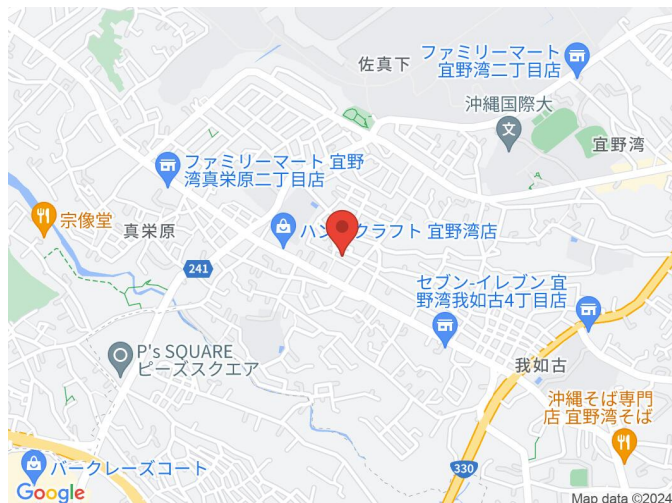 佐真下
ファミリーマート
宜野湾二丁目店
沖縄国際大
文
宜野湾
ファミリーマート 宜野
湾真栄原二丁目店
宗像堂
真栄原
ハンズクラフト 宜野湾店
241
セブン-イレブン 宜
野湾我如古4丁目店
P's SQUARE
ピーズスクエア
我如古
沖縄そば専門
店 宜野湾そば
バークレーズコート
330
Google
Map data ©2024